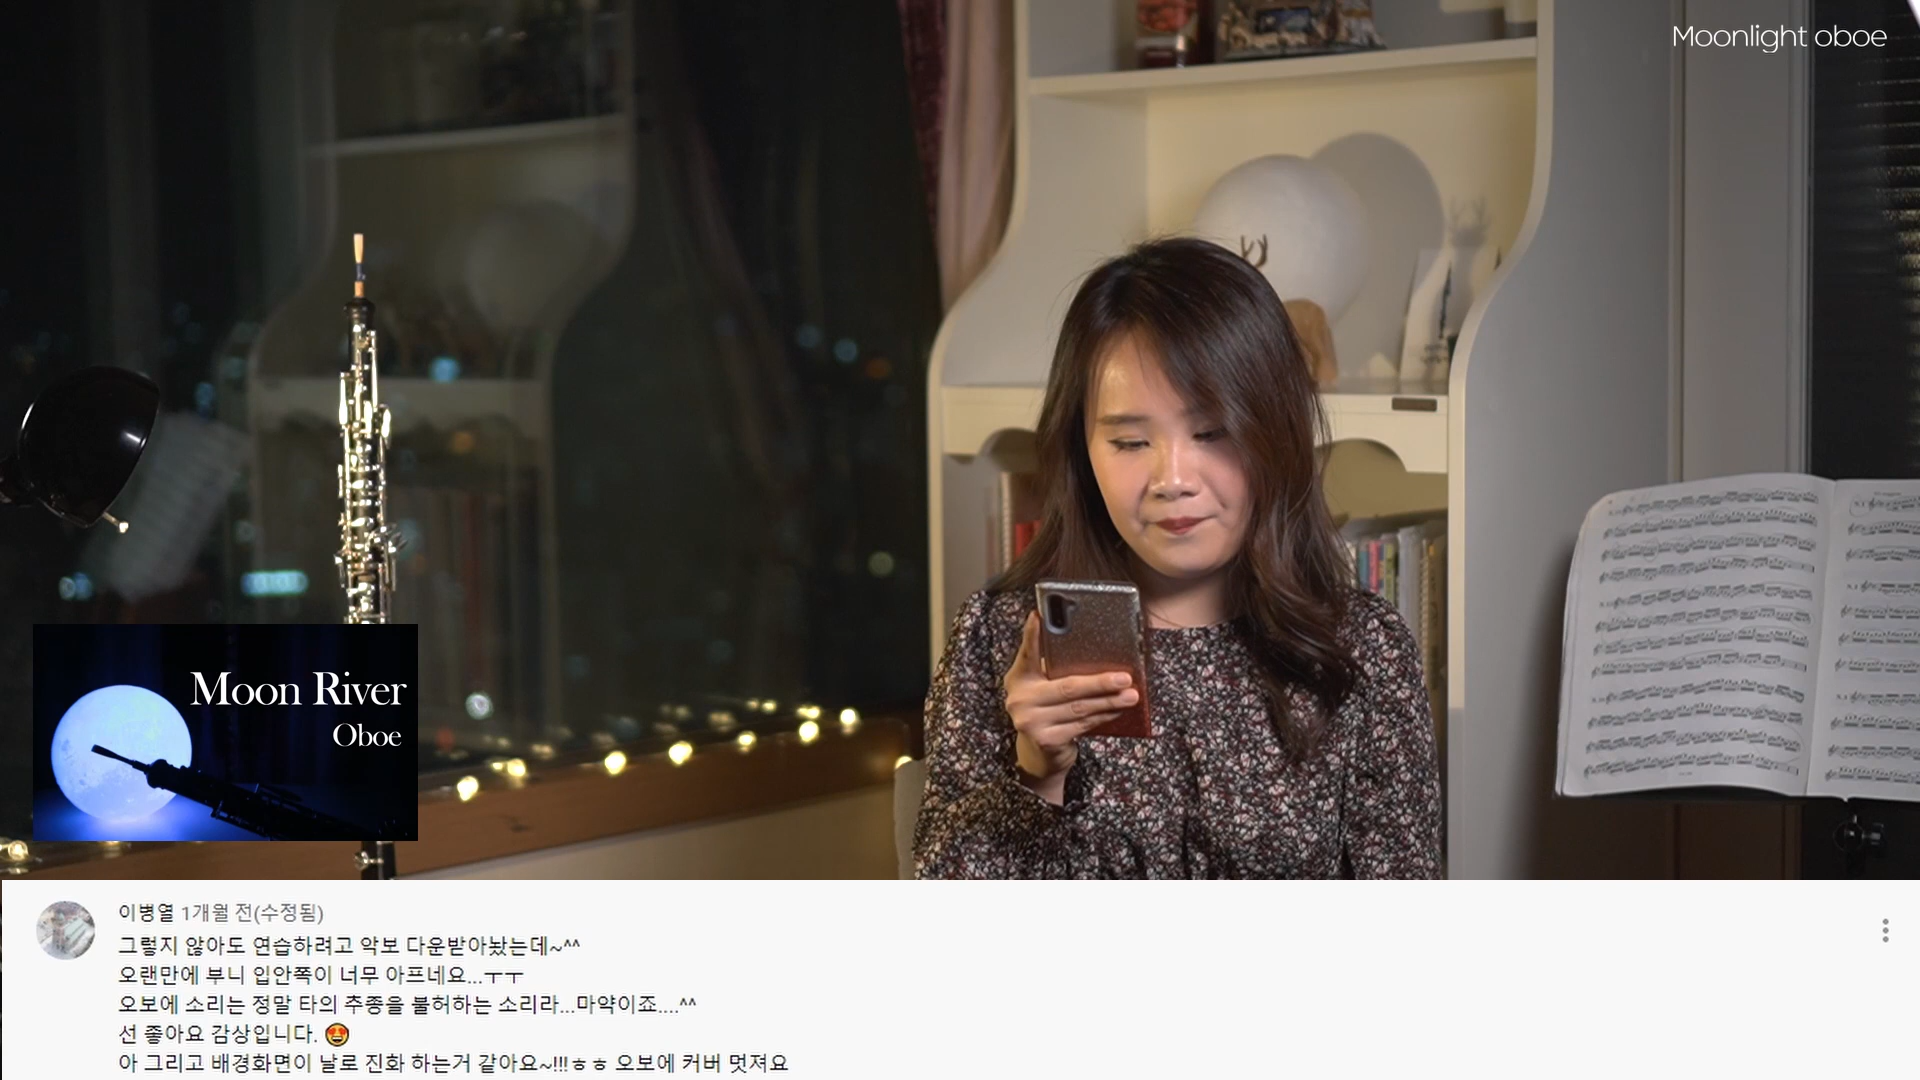 Moonlight oboe
Moon River
Oboe
이병열 1개월 전(수정됨)
그렇지 않아도 연습하려고 악보 다운받아놨는데~^^
오랜만에 부니 입안쪽이 너무 아프네요...ㅜㅜ
오보에 소리는 정말 타의 추종을 불허하는 소리라...마약이죠....^^
선 좋아요 감상입니다. 😍
아 그리고 배경화면이 날로 진화 하는거 같아요~!!!ㅎㅎ 오보에 커버 멋져요